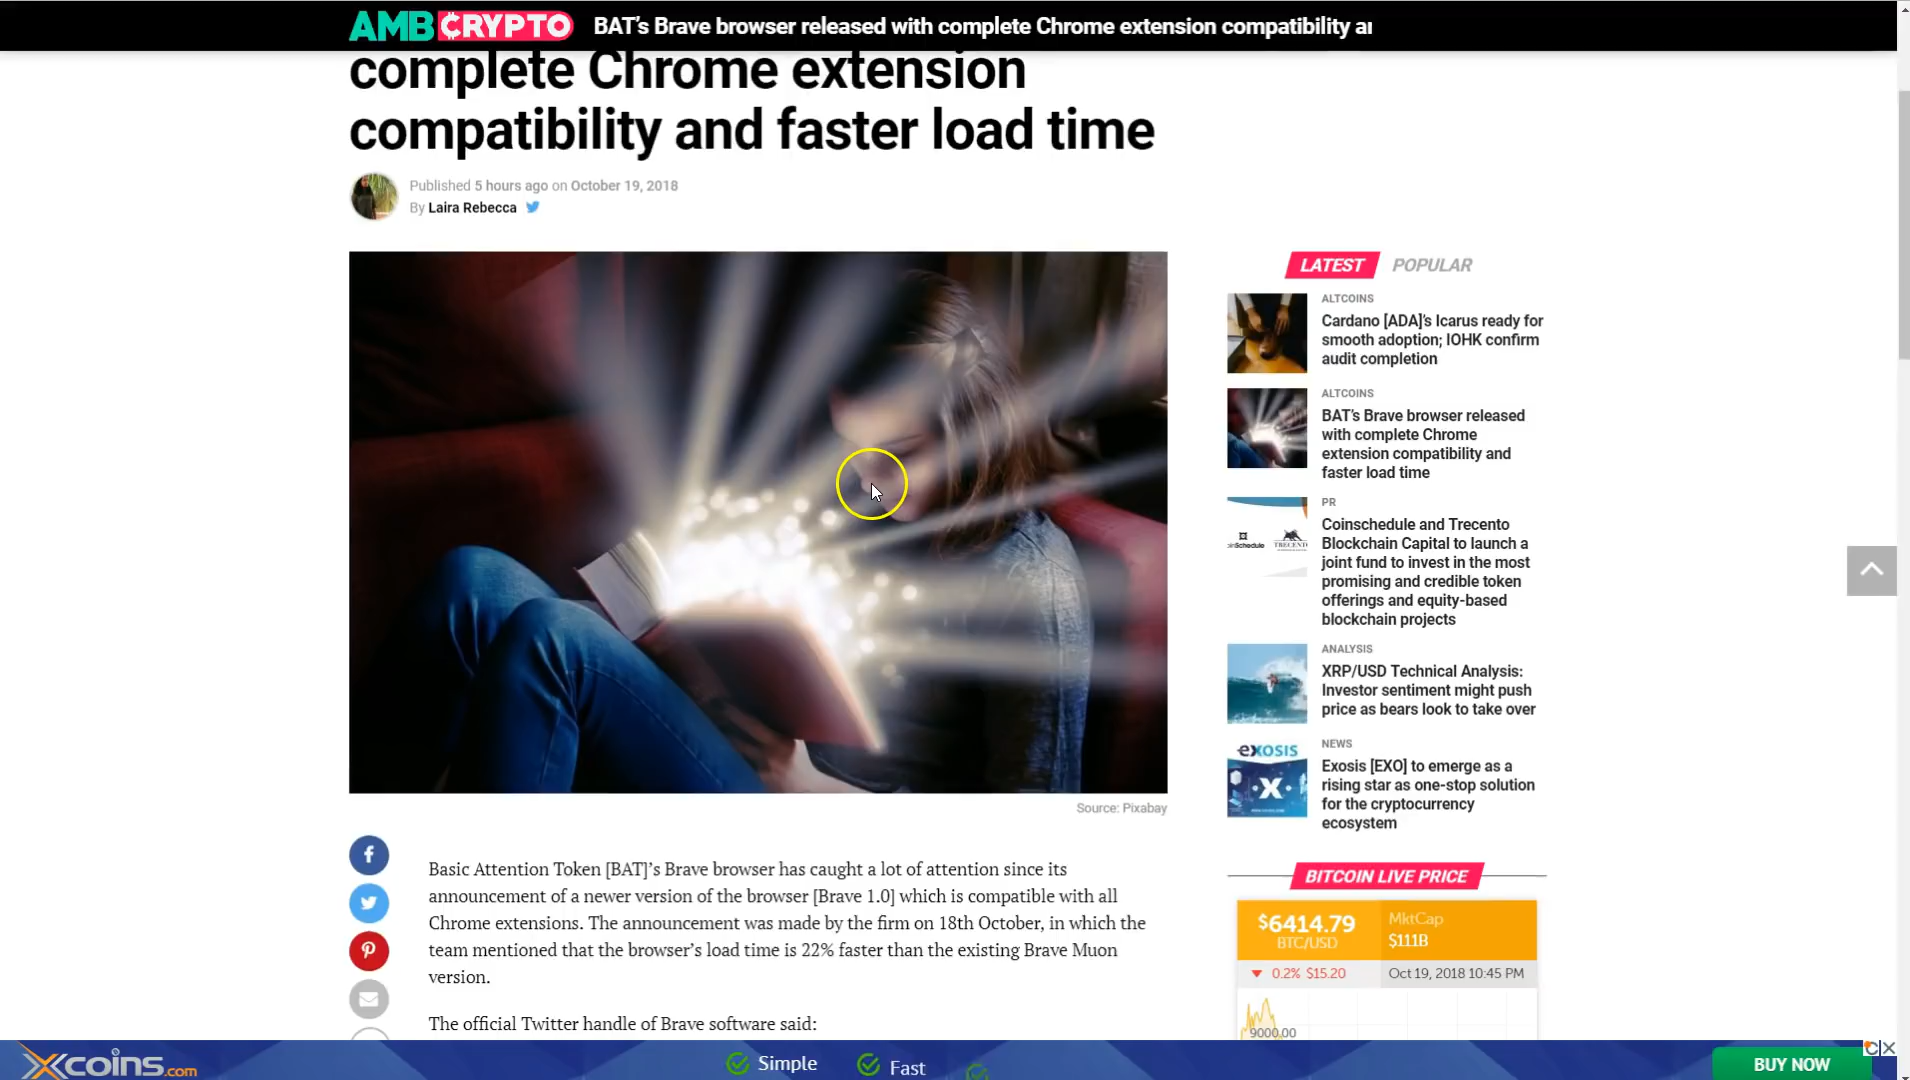 AMBCRYPTO
BAT's Brave browser released with complete Chrome extension compatibility a
complete Chrome extension
compatibility and faster load time
Published 5 hours ago on October 19, 2018
By Laira Rebecca
Source: Pixabay
Basic Attention Token [BAT]'s Brave browser has caught a lot of attention since its
announcement of a newer version of the browser [Brave 1.0] which is compatible with all
Chrome extensions. The announcement was made by the firm on 18th October, in which the
team mentioned that the browser's load time is 22% faster than the existing Brave Muon
version.
The official Twitter handle of Brave software said:
LATEST
POPULAR
ALTCOINS
Cardano [ADA]'s Icarus ready for
smooth adoption; IOHK confirm
audit completion
ALTCOINS
BAT's Brave browser released
with complete Chrome
extension compatibility and
faster load time
PR
Coinschedule and Trecento
Blockchain Capital to launch a
joint fund to invest in the most
promising and credible token
offerings and equity-based
blockchain projects
ANALYSIS
XRP/USD Technical Analysis:
Investor sentiment might push
price as bears look to take over
exosis
X
NEWS
Exosis [EXO] to emerge as a
rising star as one-stop solution
for the cryptocurrency
ecosystem
BITCOIN LIVE PRICE
$6414.79
BTC/USD
MktCap
$111B
0.2% $15.20
Oct 19, 2018 10:45 PM
9000.00
xcoins.com
Simple
Fast
BUY NOW